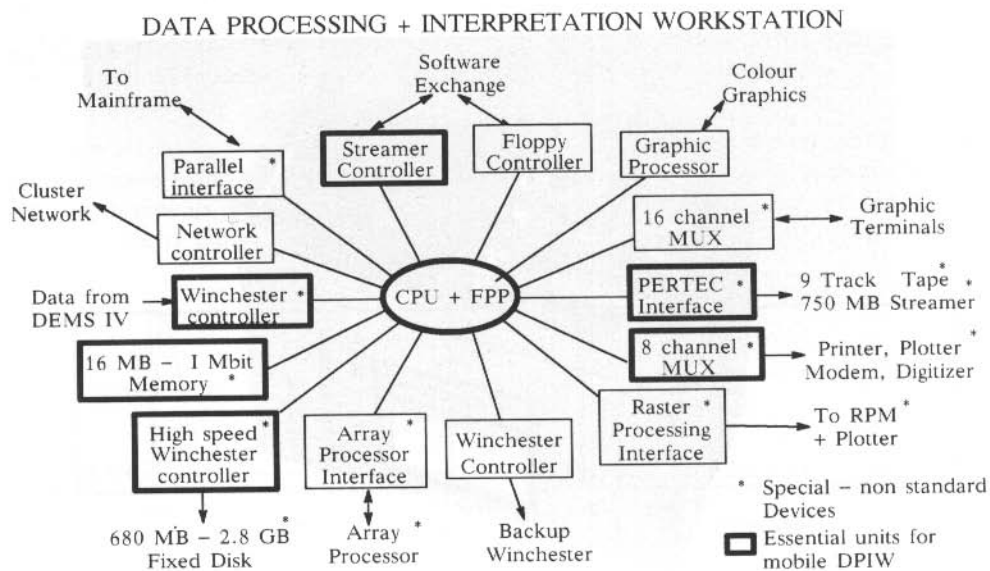 DATA PROCESSING + INTERPRETATION WORKSTATION
To
Mainframe
Software
Exchange
Colour
Graphics
Parallel *
interface
Streamer
Controller
Floppy
Controller
Graphic
Processor
Cluster
Network
Network
controller
16 channel *
MUX
Graphic
Terminals
Data from
DEMS IV
Winchester *
controller
CPU + FPP
PERTEC
Interface *
9 Track Tape *
750 MB Streamer *
16 MB – I Mbit
Memory *
8 channel
MUX *
Printer, Plotter *
Modem, Digitizer
High speed *
Winchester
controller
Array *
Processor
Interface
Winchester
Controller
Raster *
Processing
Interface
To RPM *
+ Plotter
680 MB – 2.8 GB *
Fixed Disk
Array *
Processor
Backup
Winchester
* Special – non standard
Devices
Essential units for
mobile DPIW